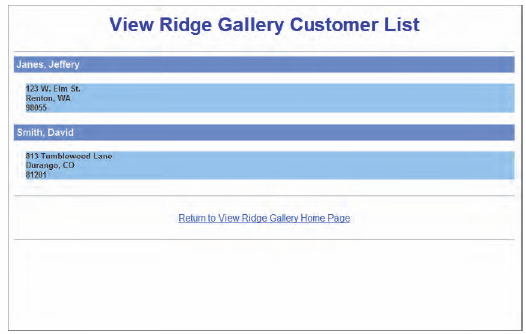 View Ridge Gallery Customer List
Janes, Jeffery
123 W. Elm St.
Renton, WA
98055
Smith, David
813 Tumbleweed Lane
Durango, CO
81201
Return to View Ridge Gallery Home Page